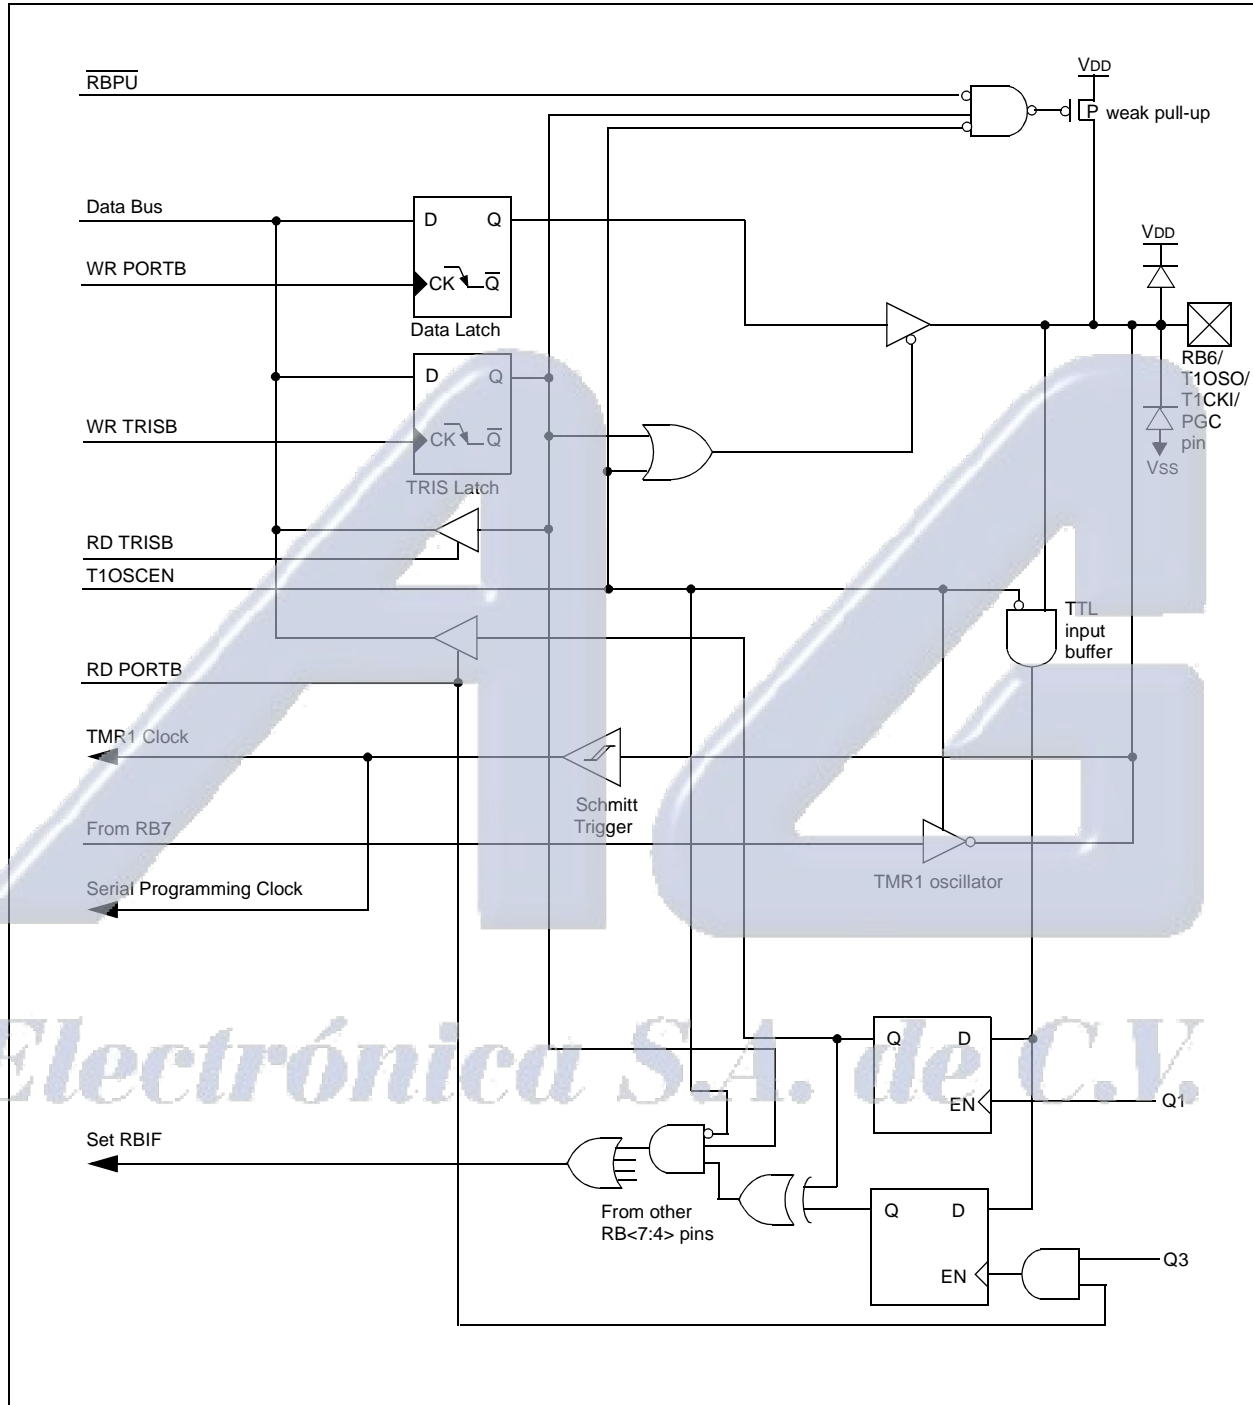 RBPU
VDD
P weak pull-up
Data Bus
D Q
VDD
WR PORTB
CK Q
Data Latch
RB6/
T1OSO/
T1CKI/
PGC
pin
D Q
WR TRISB
CK Q
VSS
TRIS Latch
RD TRISB
T1OSCEN
TTL
input
buffer
RD PORTB
TMR1 Clock
Schmitt
Trigger
From RB7
TMR1 oscillator
Serial Programming Clock
Electrónica S.A. de C.V.
Q D
EN
Q1
Set RBIF
From other
RB<7:4> pins
Q D
Q3
EN